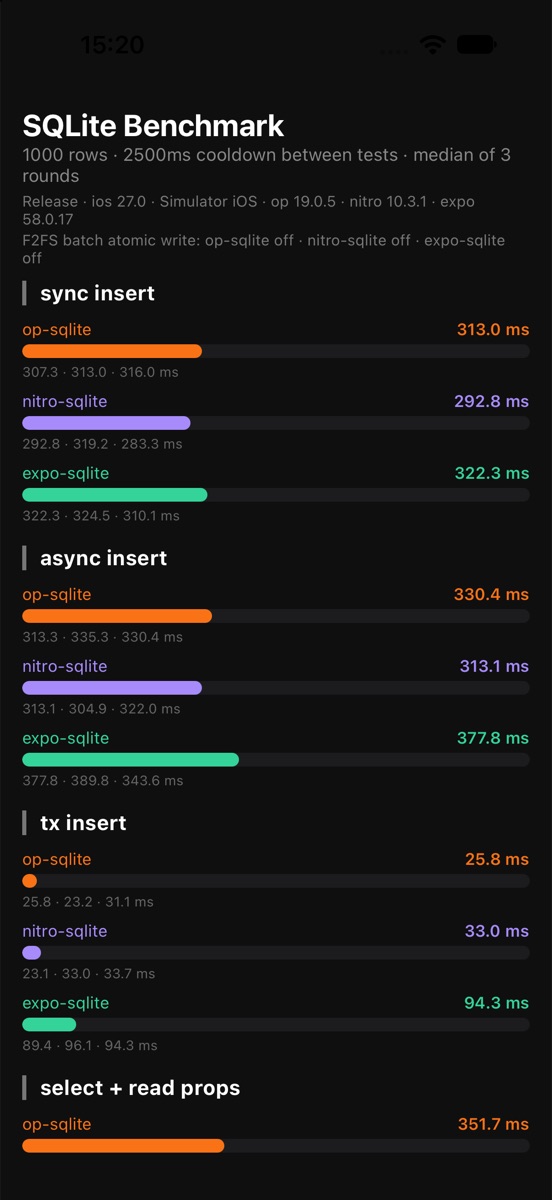 15:20
SQLite Benchmark
1000 rows · 2500ms cooldown between tests · median of 3
rounds
Release · ios 27.0 · Simulator iOS · op 19.0.5 · nitro 10.3.1 · expo
58.0.17
F2FS batch atomic write: op-sqlite off · nitro-sqlite off · expo-sqlite
off
sync insert
op-sqlite 313.0 ms
307.3 · 313.0 · 316.0 ms
nitro-sqlite 292.8 ms
292.8 · 319.2 · 283.3 ms
expo-sqlite 322.3 ms
322.3 · 324.5 · 310.1 ms
async insert
op-sqlite 330.4 ms
313.3 · 335.3 · 330.4 ms
nitro-sqlite 313.1 ms
313.1 · 304.9 · 322.0 ms
expo-sqlite 377.8 ms
377.8 · 389.8 · 343.6 ms
tx insert
op-sqlite 25.8 ms
25.8 · 23.2 · 31.1 ms
nitro-sqlite 33.0 ms
23.1 · 33.0 · 33.7 ms
expo-sqlite 94.3 ms
89.4 · 96.1 · 94.3 ms
select + read props
op-sqlite 351.7 ms